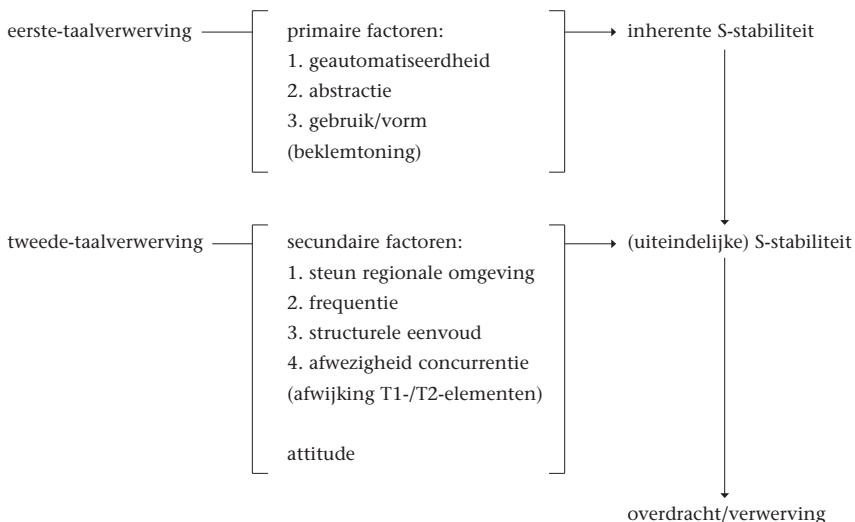 eerste-taalverwerving
primaire factoren:
1. geautomatiseerdheid
2. abstractie
3. gebruik/vorm
(beklemtoning)
inherente S-stabiliteit
tweede-taalverwerving
secundaire factoren:
1. steun regionale omgeving
2. frequentie
3. structurele eenvoud
4. afwezigheid concurrentie
(afwijking T1-/T2-elementen)
attitude
(uiteindelijke) S-stabiliteit
overdracht/verwerving